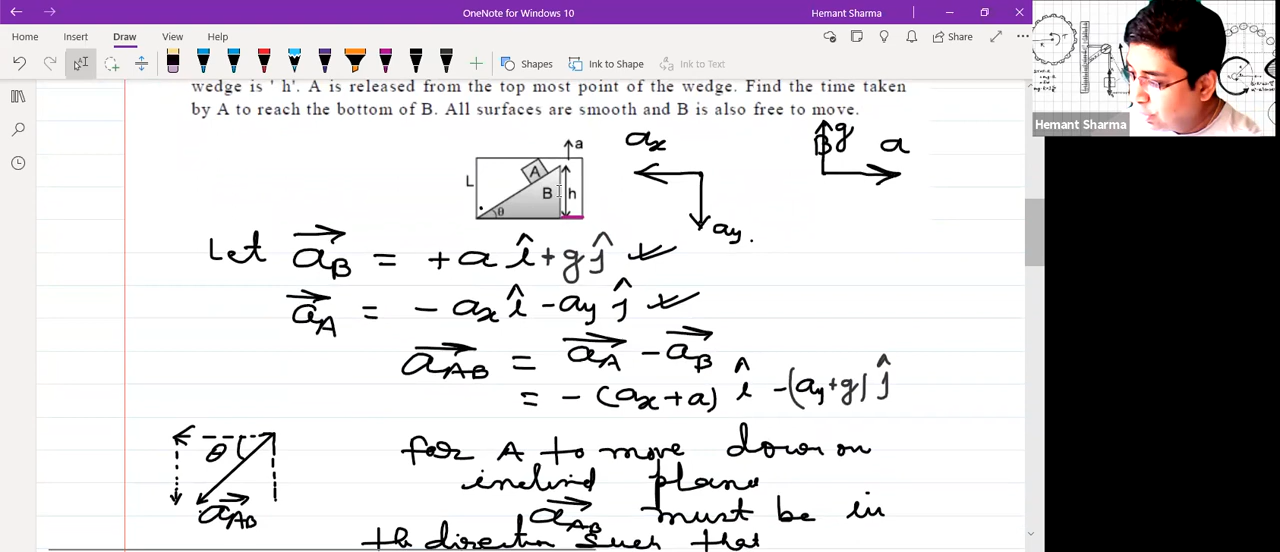 OneNote for Windows 10
Hemant Sharma
Home Insert Draw View Help
Share
Shapes Ink to Shape Ink to Text
Hemant Sharma
wedge is ' h'. A is released from the top most point of the wedge. Find the time taken
by A to reach the bottom of B. All surfaces are smooth and B is also free to move.
ax
g a
a
L A
B h
θ
ay.
Let aB = +a î + g ĵ
aA = - ax î - ay ĵ
aAB = aA - aB
= - (ax + a) î - (ay + g) ĵ
θ
aAB
for A to move down on
inclind plane
aAB must be in
th direction such that